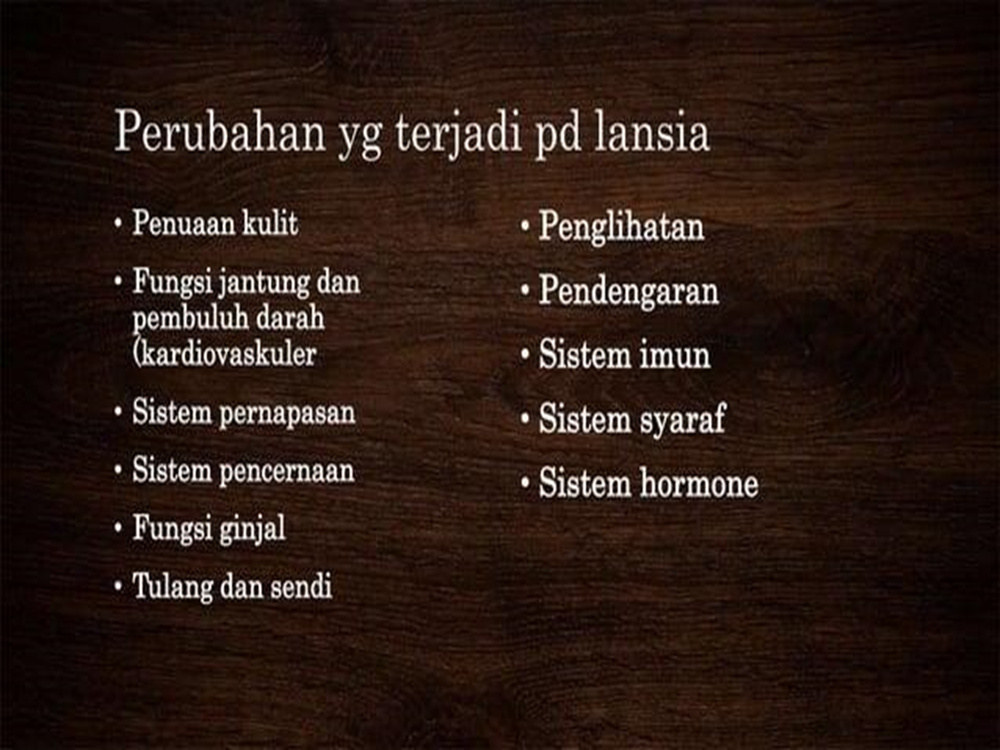 Perubahan yg terjadi pd lansia
• Penuaan kulit
• Fungsi jantung dan
pembuluh darah
(kardiovaskuler
• Sistem pernapasan
• Sistem pencernaan
• Fungsi ginjal
• Tulang dan sendi
• Penglihatan
• Pendengaran
• Sistem imun
• Sistem syaraf
• Sistem hormone